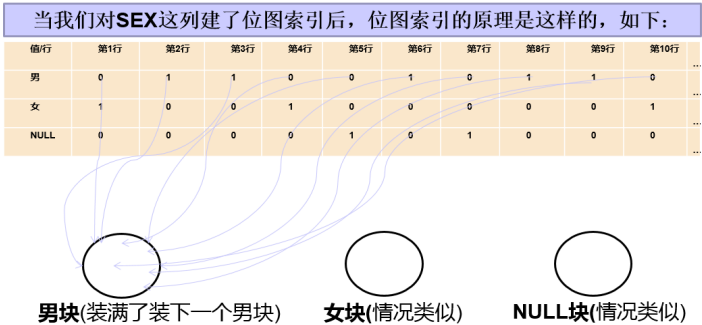 当我们对SEX这列建了位图索引后，位图索引的原理是这样的，如下：
值/行 第1行 第2行 第3行 第4行 第5行 第6行 第7行 第8行 第9行 第10行 ...
男 0 1 1 0 0 1 0 1 1 0 ...
女 1 0 0 1 0 0 0 0 0 1 ...
NULL 0 0 0 0 1 0 1 0 0 0 ...
男块(装满了装下一个男块) 女块(情况类似) NULL块(情况类似)